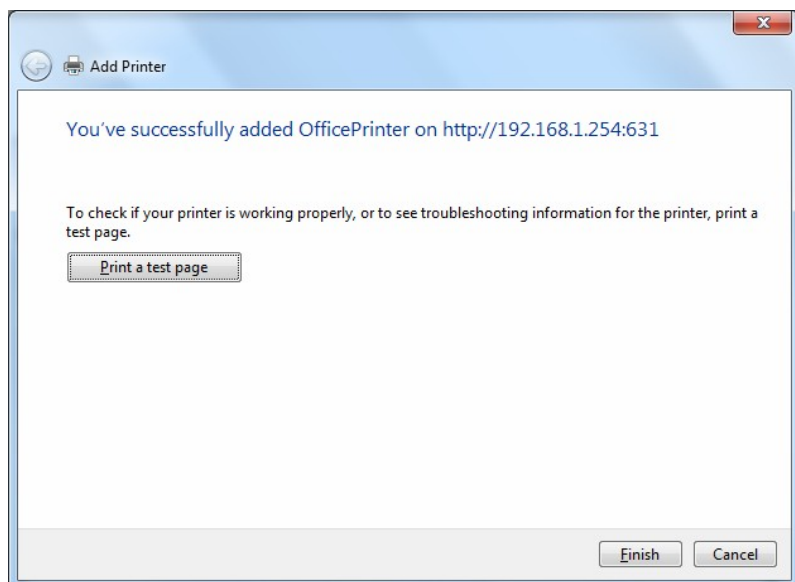 Add Printer
You've successfully added OfficePrinter on http://192.168.1.254:631
To check if your printer is working properly, or to see troubleshooting information for the printer, print a
test page.
Print a test page
Finish Cancel